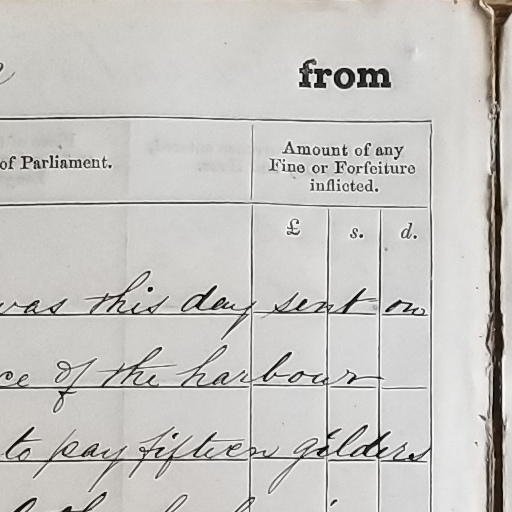 from
of Parliament.
Amount of any
Fine or Forfeiture
inflicted.
£ s. d.
was this day sent on
ce of the harbour
to pay fifteen gilders